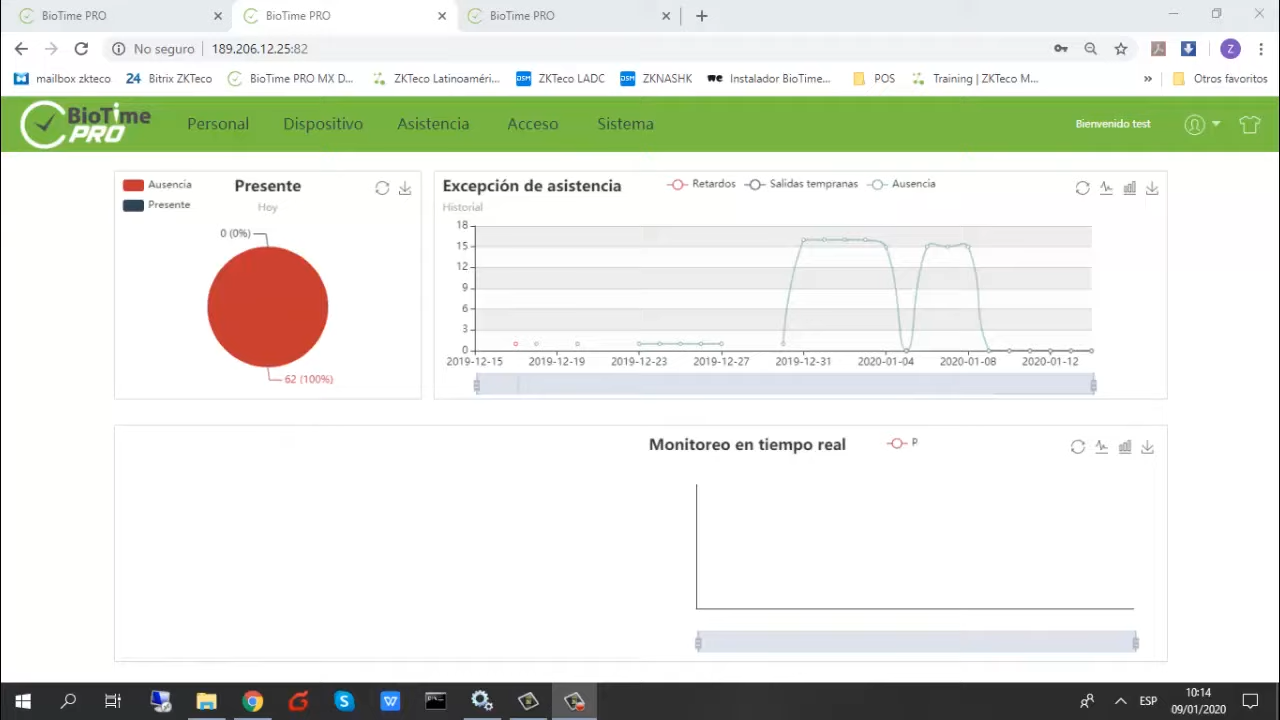 BioTime PRO
BioTime PRO
BioTime PRO
No seguro
189.206.12.25:82
Z
mailbox zkteco
24 Bitrix ZKTeco
BioTime PRO MX D...
ZKTeco Latinoaméri...
DSM ZKTeco LADC
DSM ZKNASHK
we Instalador BioTime...
POS
Training | ZKTeco M...
»
Otros favoritos
BioTime PRO
Personal
Dispositivo
Asistencia
Acceso
Sistema
Bienvenido test
Ausencia
Presente
Presente
Hoy
0 (0%)
62 (100%)
Excepción de asistencia
Historial
Retardos
Salidas tempranas
Ausencia
18
15
12
9
6
3
0
2019-12-15
2019-12-19
2019-12-23
2019-12-27
2019-12-31
2020-01-04
2020-01-08
2020-01-12
Monitoreo en tiempo real
P
S
W
ESP
10:14
09/01/2020